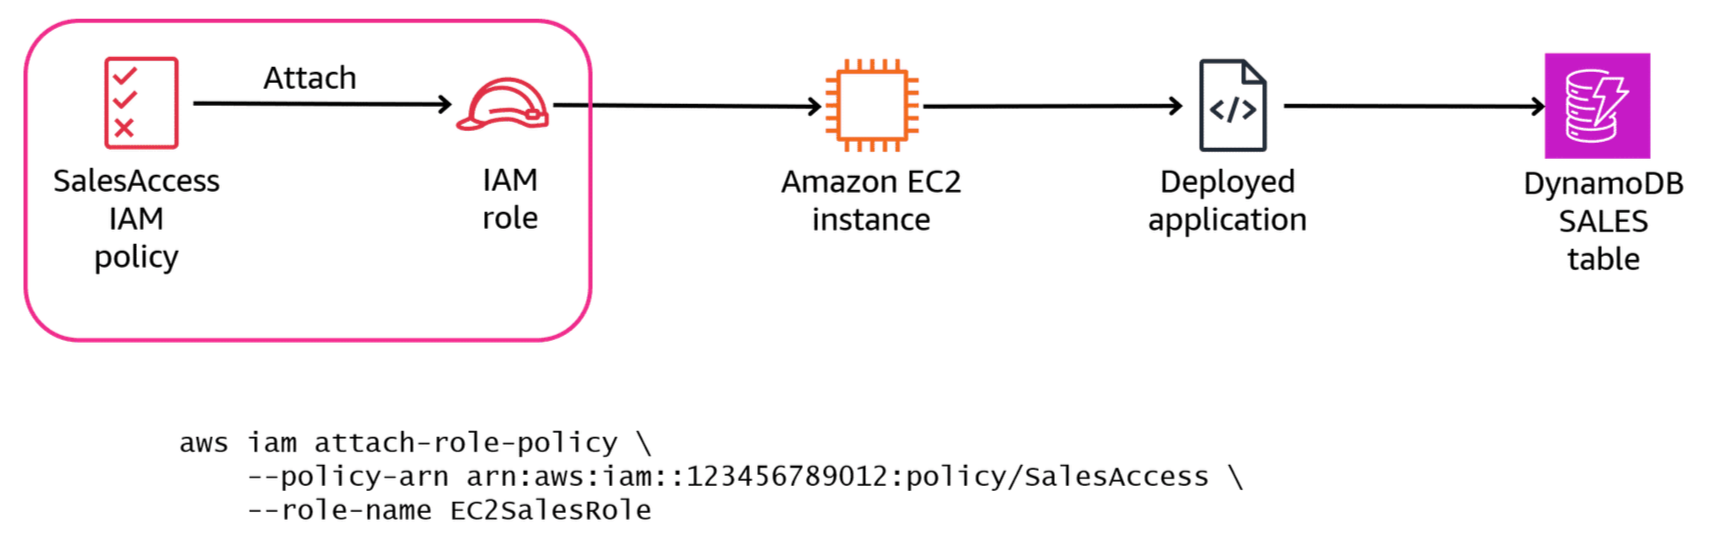 Attach
SalesAccess
IAM
policy
IAM
role
Amazon EC2
instance
</>
Deployed
application
DynamoDB
SALES
table
aws iam attach-role-policy \
--policy-arn arn:aws:iam::123456789012:policy/SalesAccess \
--role-name EC2SalesRole